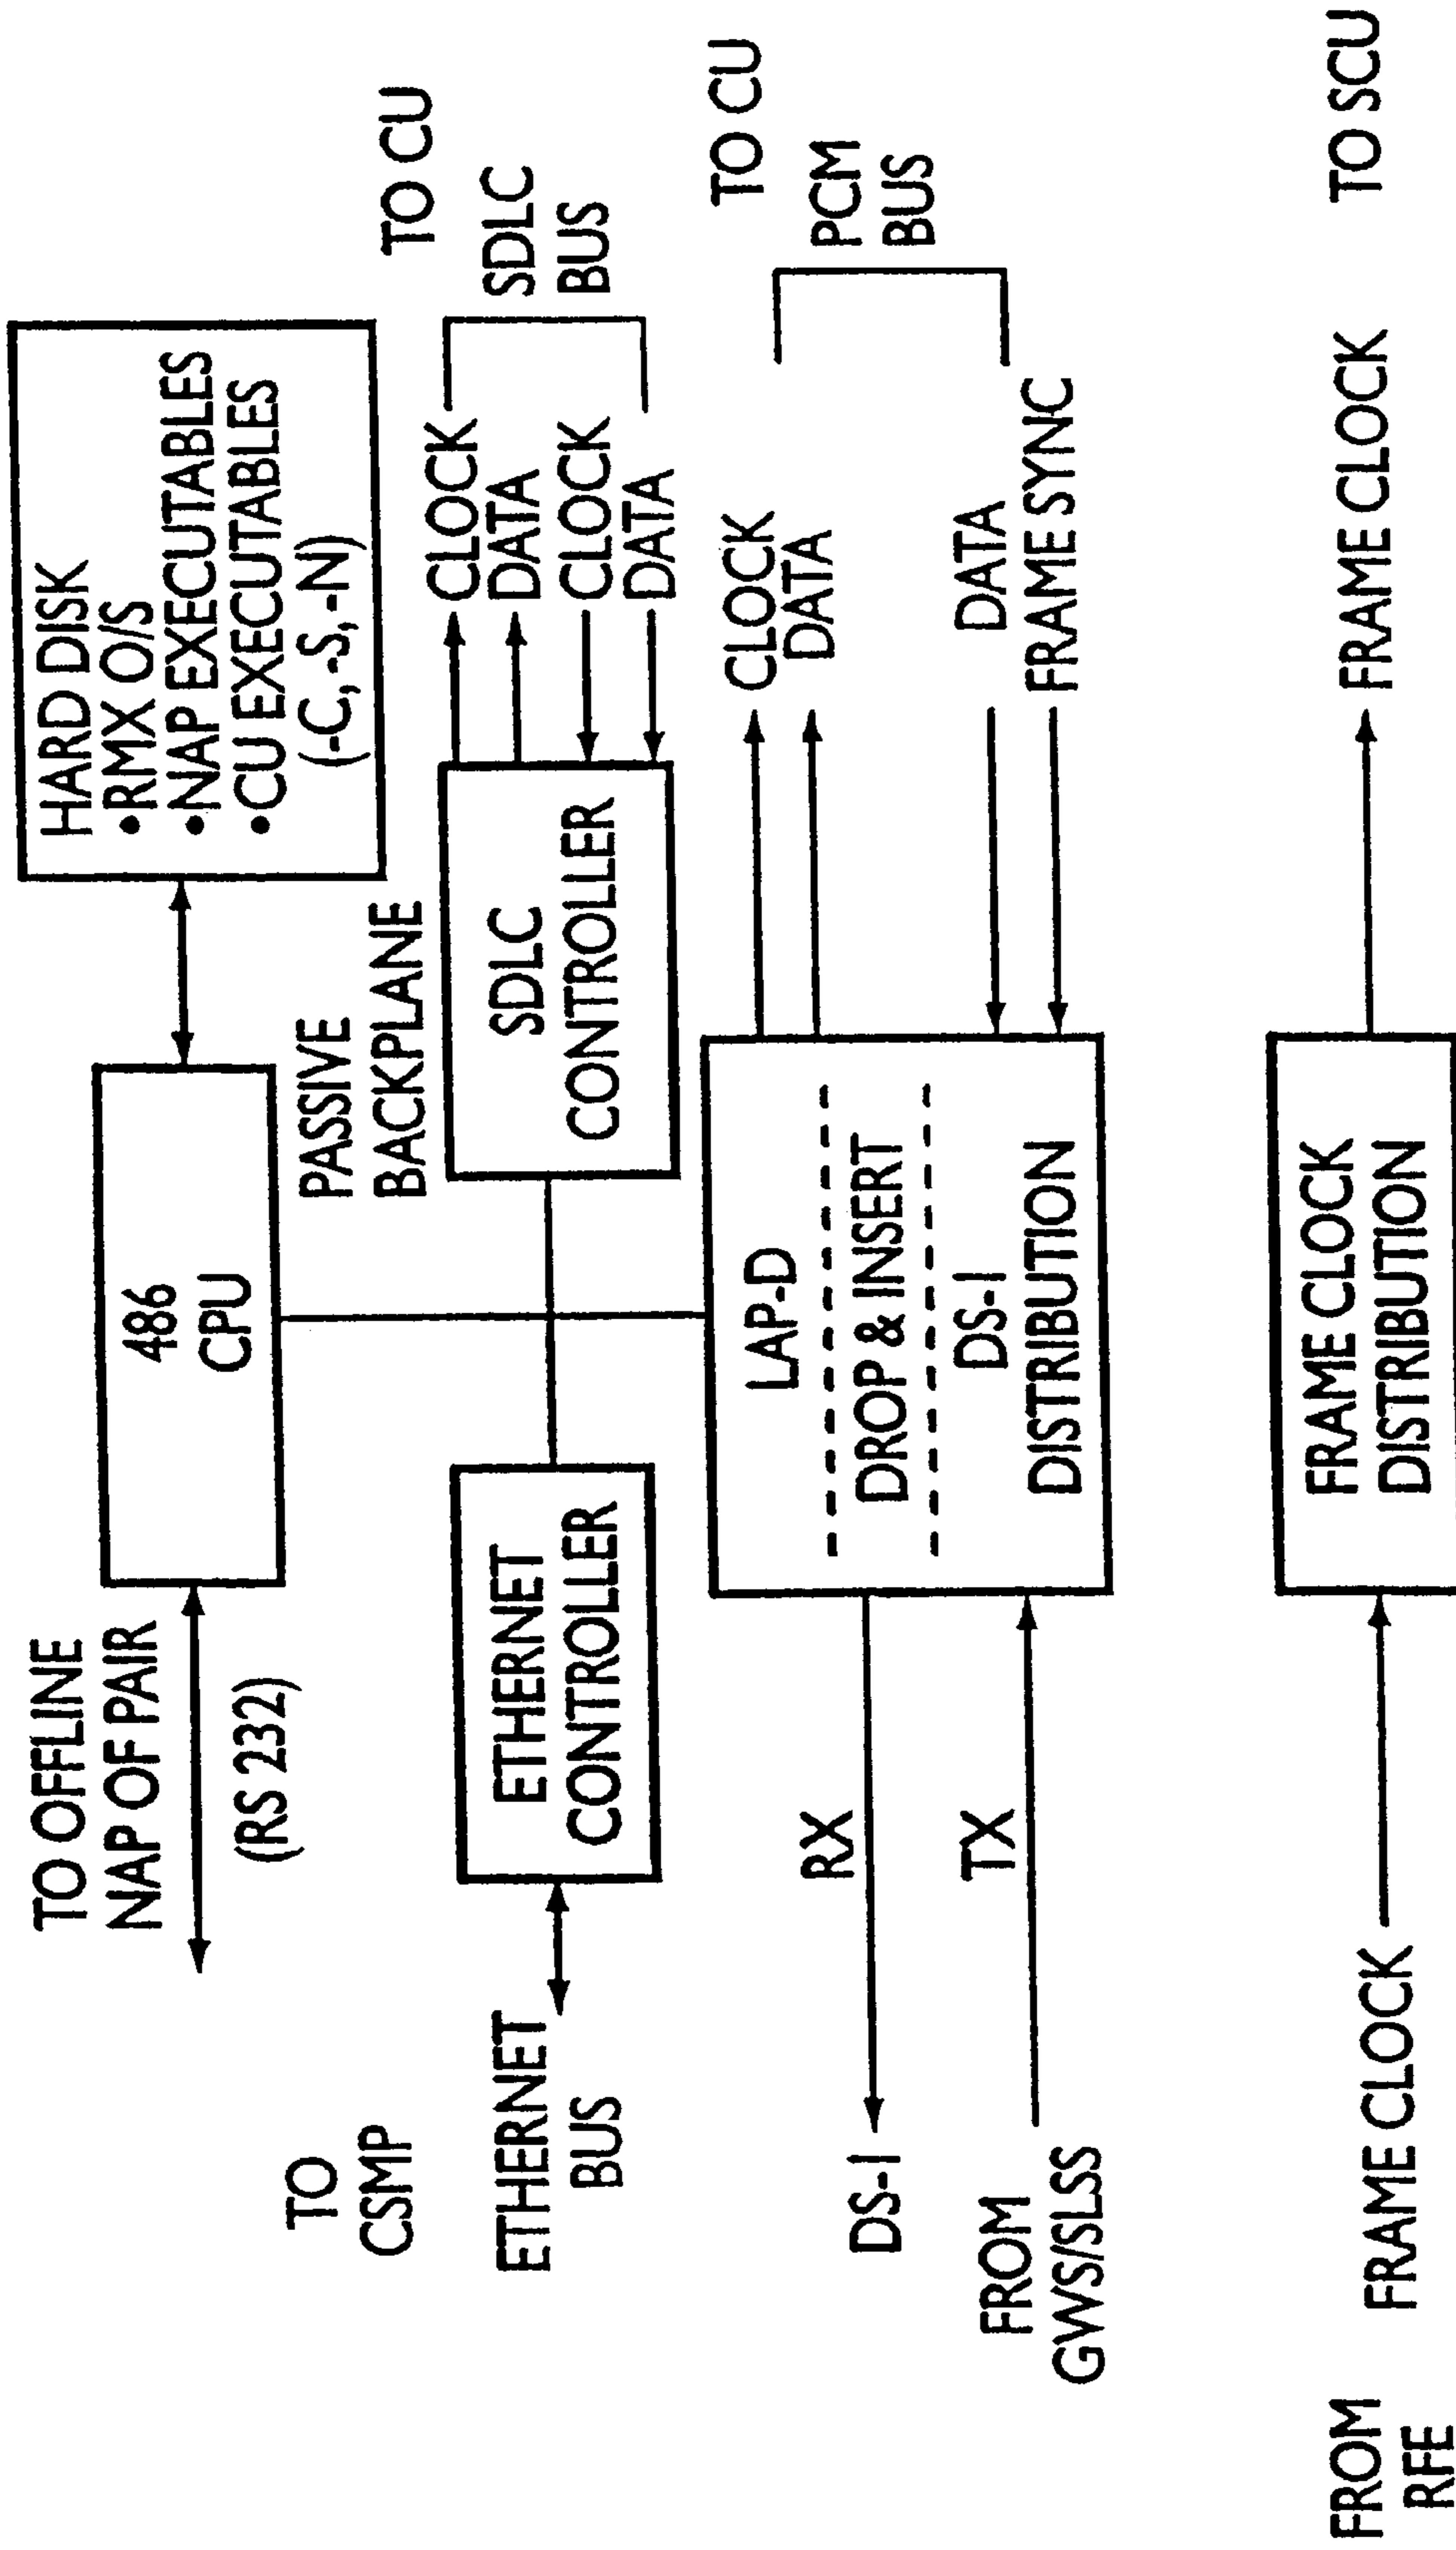 TO OFFLINE
NAP OF PAIR
(RS 232)
486
CPU
HARD DISK
•RMX O/S
•NAP EXECUTABLES
•CU EXECUTABLES
(-C, -S, -N)
PASSIVE
BACKPLANE
TO
CSMP
ETHERNET
BUS
ETHERNET
CONTROLLER
SDLC
CONTROLLER
CLOCK
DATA
CLOCK
DATA
TO CU
SDLC
BUS
DS-1
RX
TX
FROM
GWS/SLSS
LAP-D
DROP & INSERT
DS-1
DISTRIBUTION
CLOCK
DATA
DATA
FRAME SYNC
TO CU
PCM
BUS
FROM
RFE
FRAME CLOCK
FRAME CLOCK
DISTRIBUTION
FRAME CLOCK
TO SCU